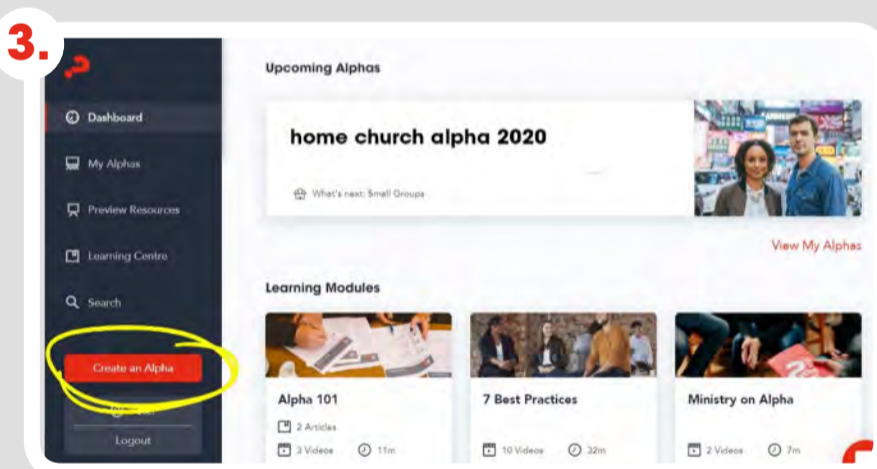 3.
Dashboard
My Alphas
Preview Resources
Learning Centre
Search
Create an Alpha
Logout
Upcoming Alphas
home church alpha 2020
What's next: Small Groups
View My Alphas
Learning Modules
Alpha 101
2 Articles
3 Videos 11m
7 Best Practices
10 Videos 32m
Ministry on Alpha
2 Videos 7m